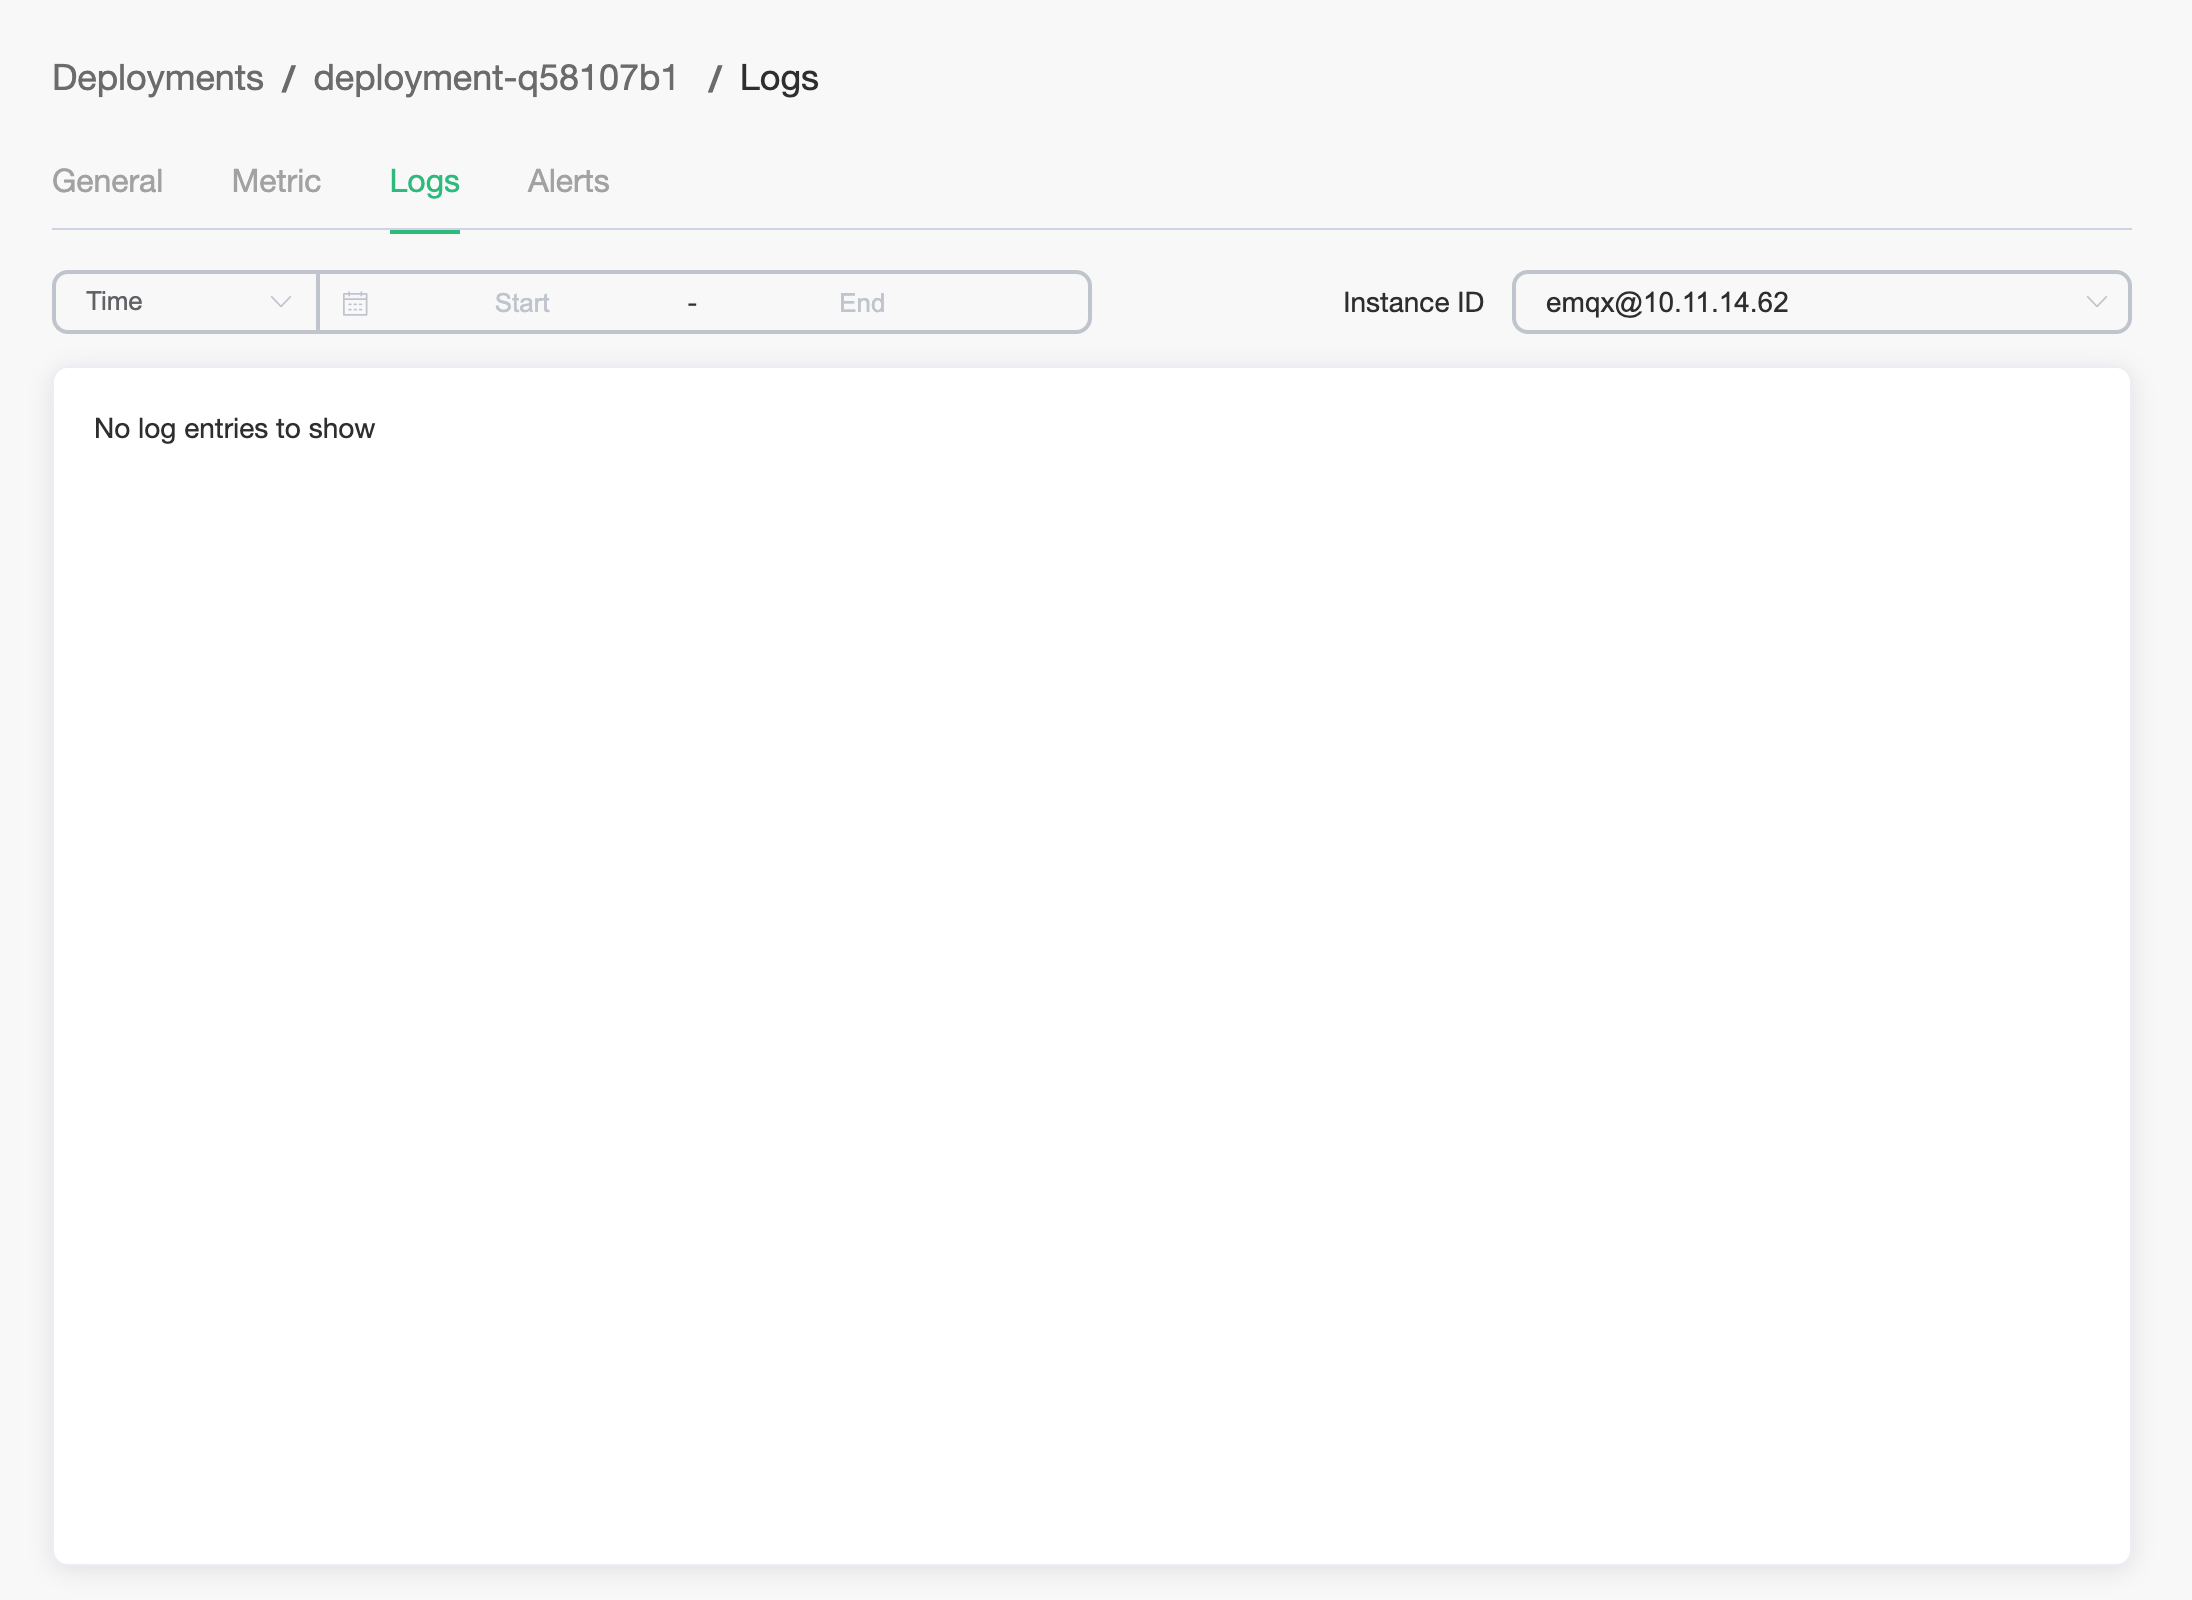 Deployments / deployment-q58107b1 / Logs
General Metric Logs Alerts
Time Start - End Instance ID emqx@10.11.14.62
No log entries to show